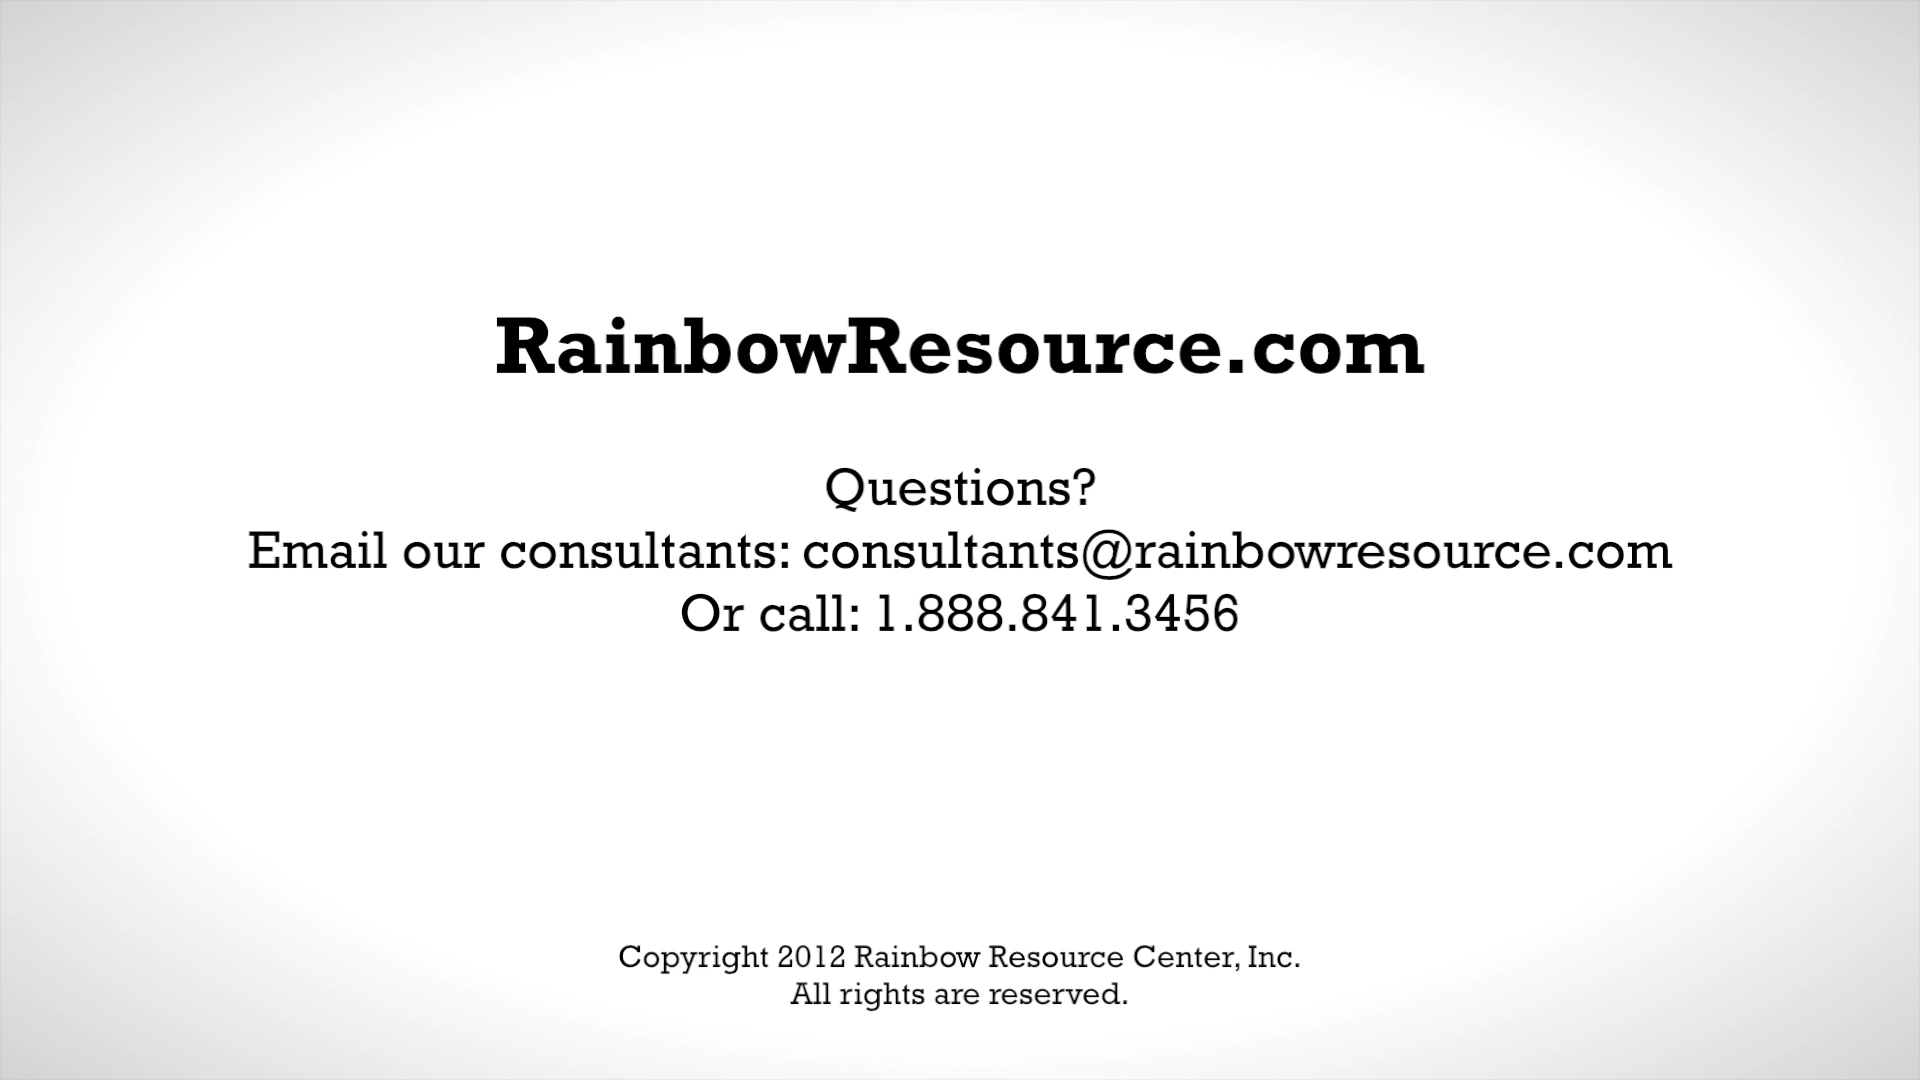 RainbowResource.com
Questions?
Email our consultants: consultants@rainbowresource.com
Or call: 1.888.841.3456
Copyright 2012 Rainbow Resource Center, Inc.
All rights are reserved.